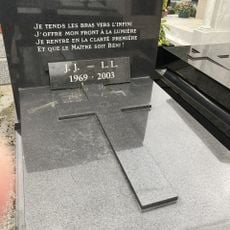 Je tends les bras vers l'infini
J'offre mon front à la lumière
Je rentre en la clarté première
Et que le Maître soit Béni !
J. J. – L. L.
1969 – 2003